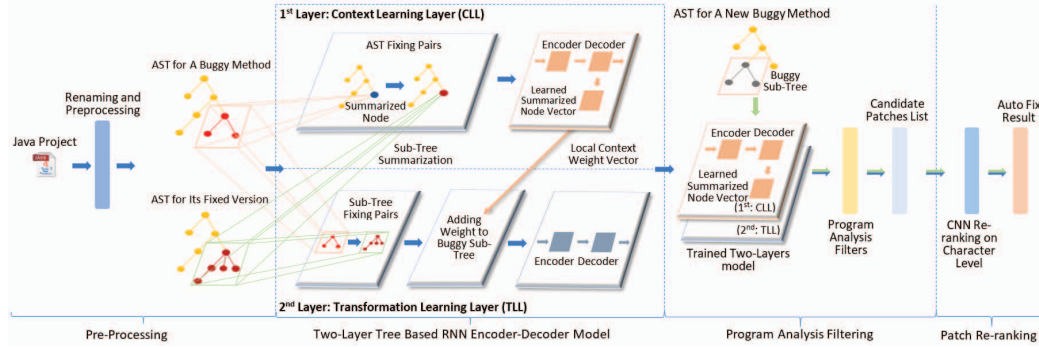 1st Layer: Context Learning Layer (CLL)
AST for A New Buggy Method
AST for A Buggy Method
AST Fixing Pairs
Encoder Decoder
Buggy
Sub-Tree
Renaming and
Preprocessing
Summarized
Node
Learned
Summarized
Node Vector
Candidate
Patches List
Auto Fix
Result
Java Project
Sub-Tree
Summarization
Local Context
Weight Vector
Encoder Decoder
Learned
Summarized
Node Vector
(1st: CLL)
(2nd: TLL)
Trained Two-Layers
model
AST for Its Fixed Version
Sub-Tree
Fixing Pairs
Adding
Weight to
Buggy Sub-
Tree
Encoder Decoder
Program
Analysis
Filters
CNN Re-
ranking on
Character
Level
2nd Layer: Transformation Learning Layer (TLL)
Pre-Processing
Two-Layer Tree Based RNN Encoder-Decoder Model
Program Analysis Filtering
Patch Re-ranking